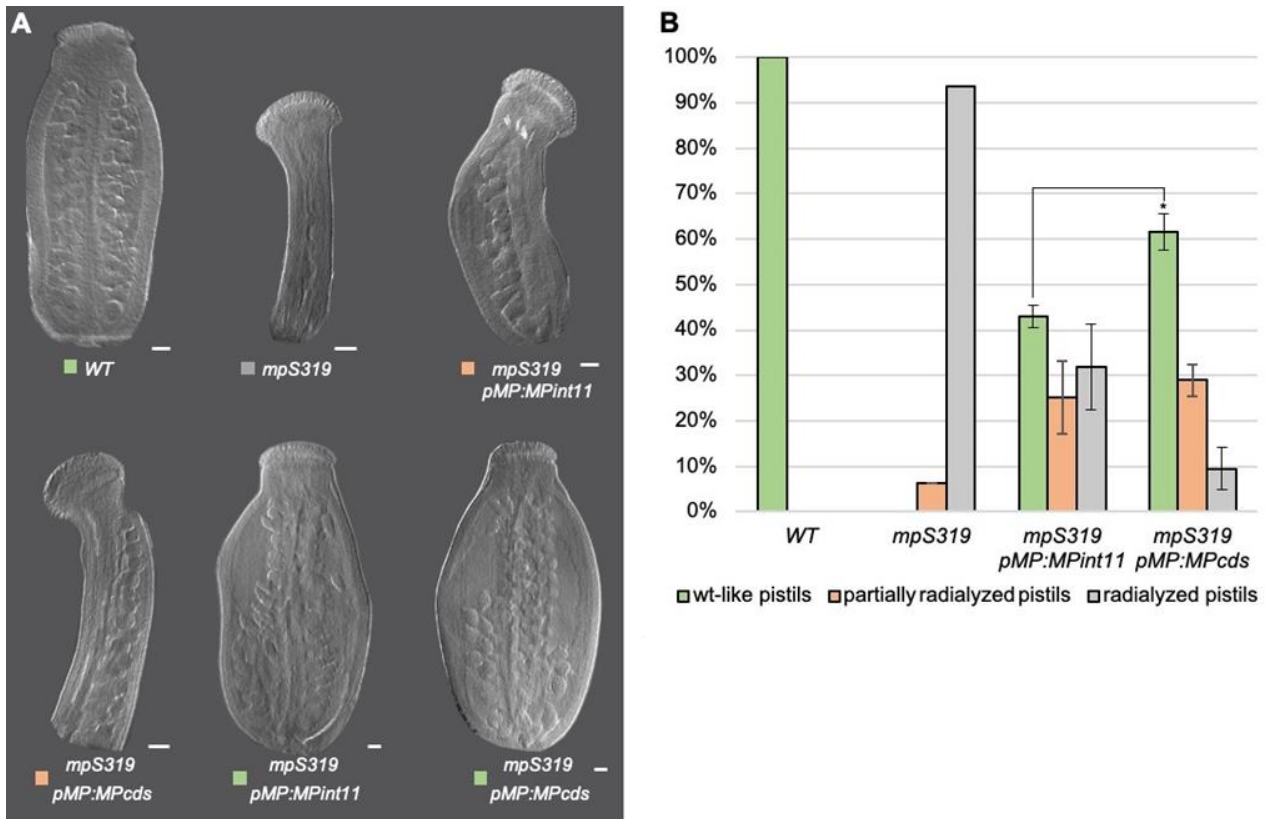 A
WT
mpS319
mpS319
pMP:MPint11
mpS319
pMP:MPcds
mpS319
pMP:MPint11
mpS319
pMP:MPcds
B
100%
90%
80%
70%
60%
50%
40%
30%
20%
10%
0%
*
WT
mpS319
mpS319
pMP:MPint11
mpS319
pMP:MPcds
wt-like pistils partially radialyzed pistils radialyzed pistils